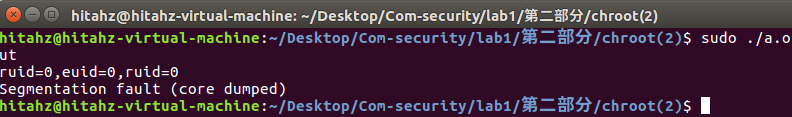 hitahz@hitahz-virtual-machine: ~/Desktop/Com-security/lab1/第二部分/chroot(2)
hitahz@hitahz-virtual-machine:~/Desktop/Com-security/lab1/第二部分/chroot(2)$ sudo ./a.o
ut
ruid=0,euid=0,ruid=0
Segmentation fault (core dumped)
hitahz@hitahz-virtual-machine:~/Desktop/Com-security/lab1/第二部分/chroot(2)$